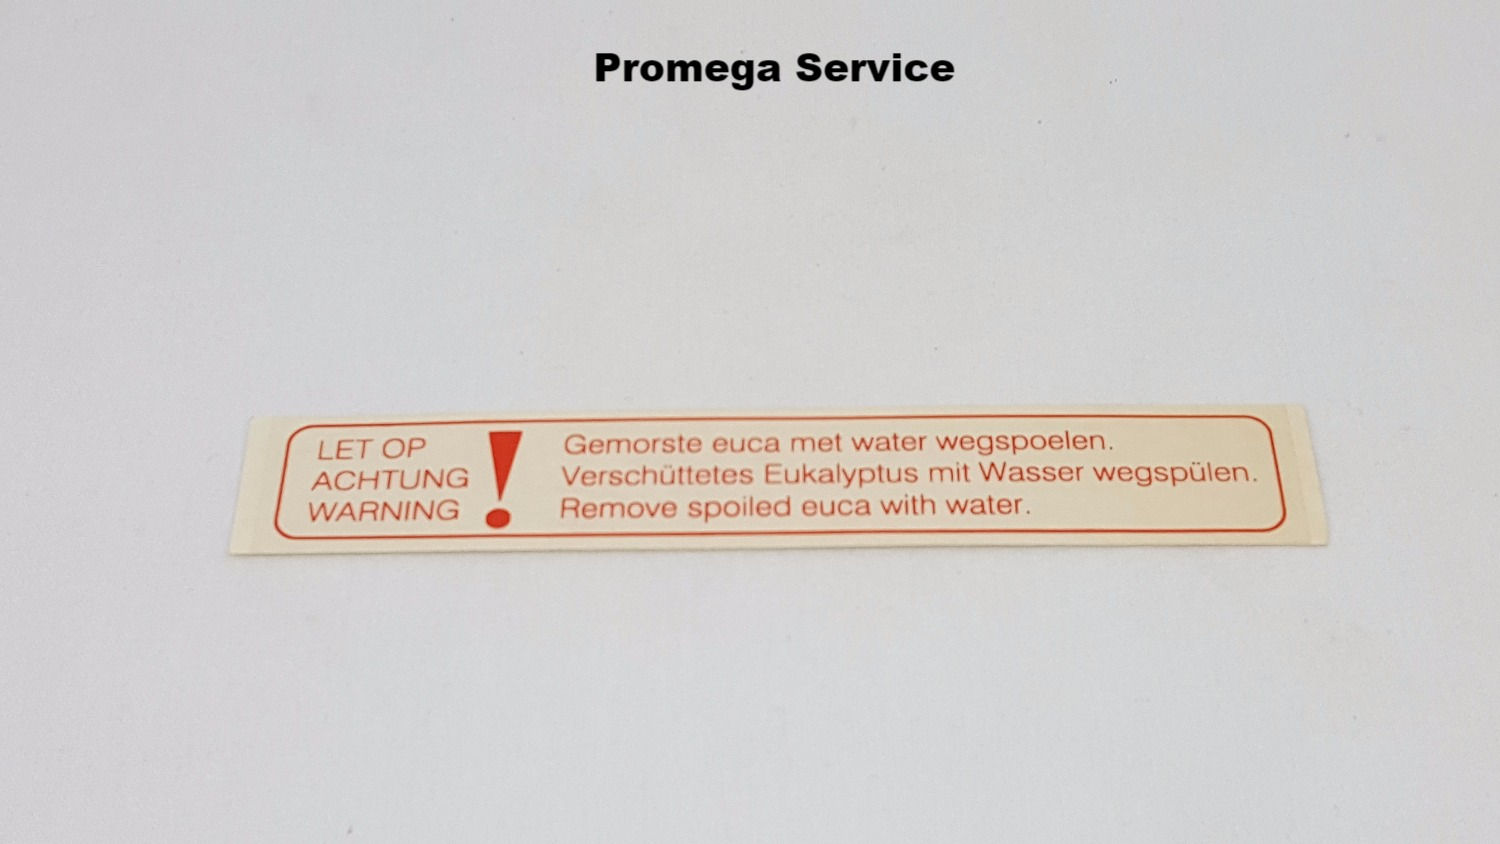 Promega Service
LET OP
ACHTUNG
WARNING
!
Gemorste euca met water wegspoelen.
Verschüttetes Eukalyptus mit Wasser wegspülen.
Remove spoiled euca with water.